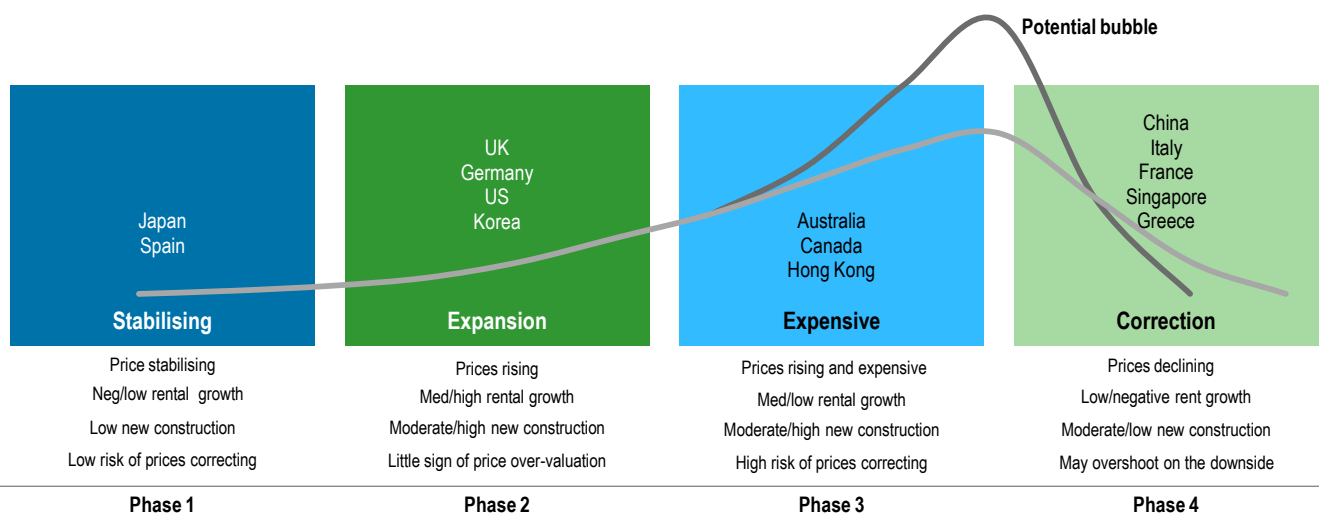 Potential bubble
Japan
Spain
Stabilising
UK
Germany
US
Korea
Expansion
Australia
Canada
Hong Kong
Expensive
China
Italy
France
Singapore
Greece
Correction
Price stabilising
Neg/low rental growth
Low new construction
Low risk of prices correcting
Prices rising
Med/high rental growth
Moderate/high new construction
Little sign of price over-valuation
Prices rising and expensive
Med/low rental growth
Moderate/high new construction
High risk of prices correcting
Prices declining
Low/negative rent growth
Moderate/low new construction
May overshoot on the downside
Phase 1
Phase 2
Phase 3
Phase 4